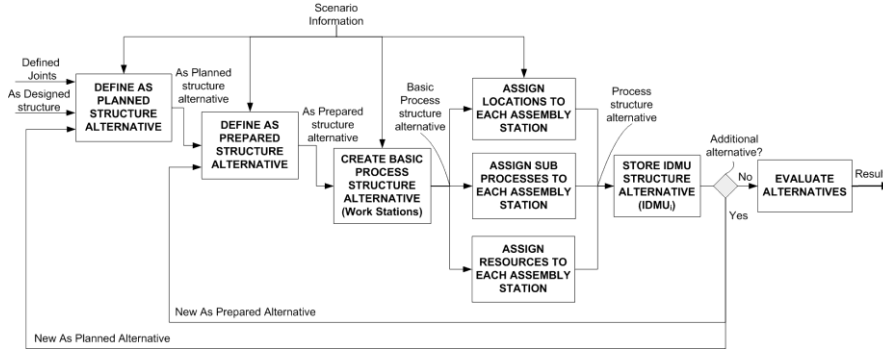 Scenario
Information
Defined
Joints
As Designed
structure
DEFINE AS
PLANNED
STRUCTURE
ALTERNATIVE
As Planned
structure
alternative
DEFINE AS
PREPARED
STRUCTURE
ALTERNATIVE
As Prepared
structure
alternative
CREATE BASIC
PROCESS
STRUCTURE
ALTERNATIVE
(Work Stations)
Basic
Process
structure
alternative
ASSIGN
LOCATIONS TO
EACH ASSEMBLY
STATION
ASSIGN SUB
PROCESSES TO
EACH ASSEMBLY
STATION
ASSIGN
RESOURCES TO
EACH ASSEMBLY
STATION
Process
structure
alternative
STORE IDMU
STRUCTURE
ALTERNATIVE
(IDMUi)
Additional
alternative?
No
Yes
EVALUATE
ALTERNATIVES
Result
New As Prepared Alternative
New As Planned Alternative